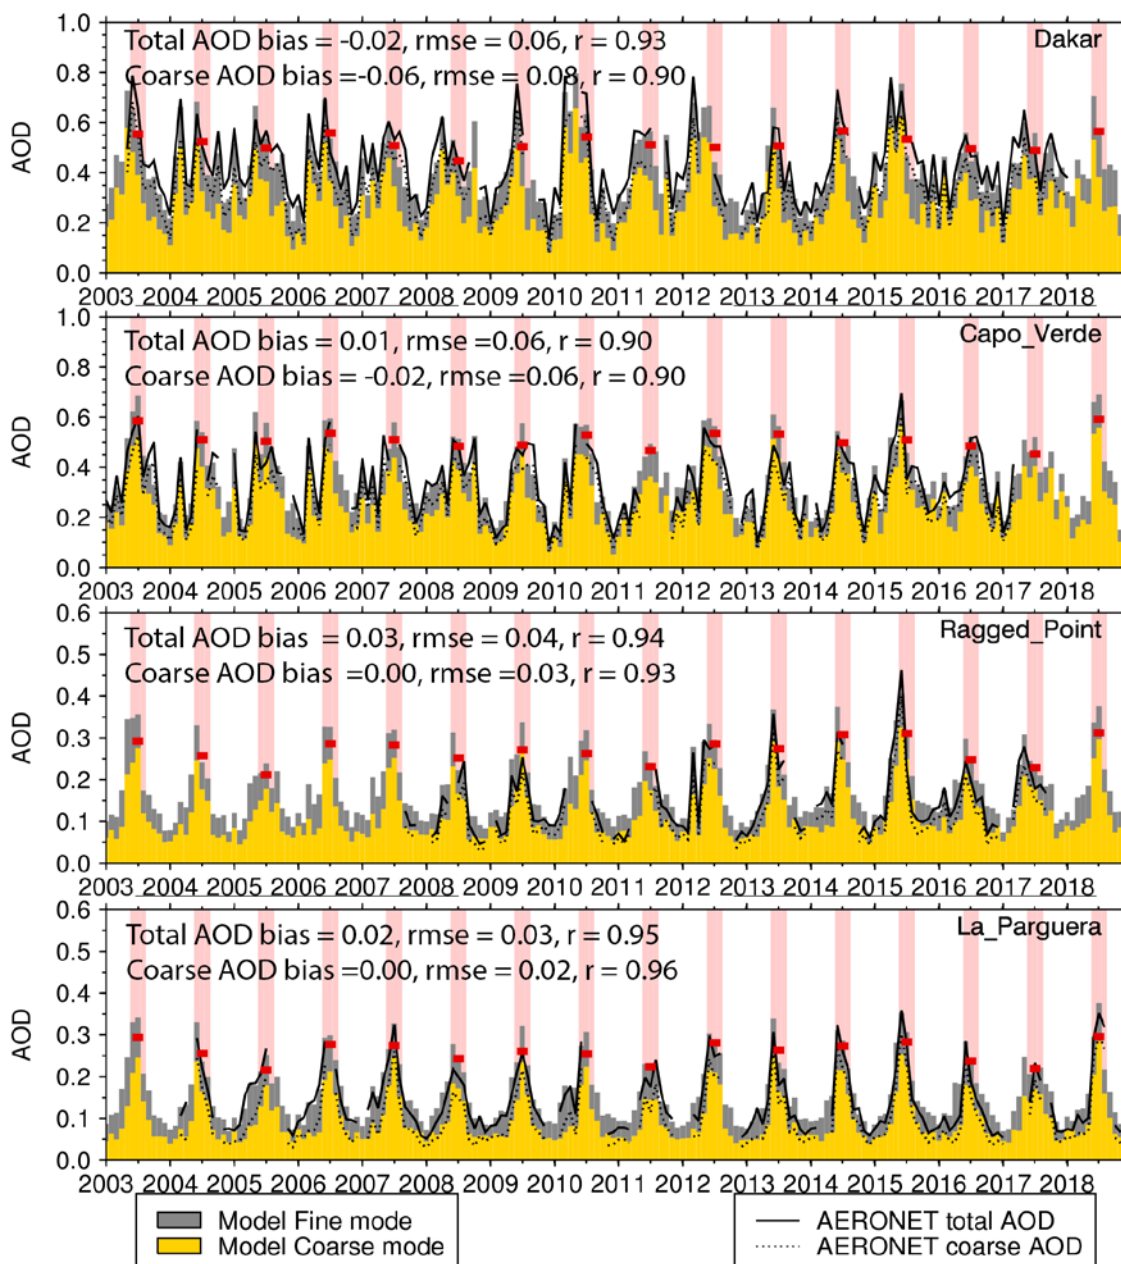 Total AOD bias = -0.02, rmse = 0.06, r = 0.93
Dakar
Coarse AOD bias =-0.06, rmse = 0.08, r = 0.90
AOD
1.0
0.8
0.6
0.4
0.2
0.0
2003 2004 2005 2006 2007 2008 2009 2010 2011 2012 2013 2014 2015 2016 2017 2018
Total AOD bias = 0.01, rmse =0.06, r = 0.90
Capo_Verde
Coarse AOD bias = -0.02, rmse =0.06, r = 0.90
AOD
1.0
0.8
0.6
0.4
0.2
0.0
2003 2004 2005 2006 2007 2008 2009 2010 2011 2012 2013 2014 2015 2016 2017 2018
Total AOD bias = 0.03, rmse = 0.04, r = 0.94
Ragged_Point
Coarse AOD bias =0.00, rmse =0.03, r = 0.93
AOD
0.6
0.5
0.4
0.3
0.2
0.1
0.0
2003 2004 2005 2006 2007 2008 2009 2010 2011 2012 2013 2014 2015 2016 2017 2018
Total AOD bias = 0.02, rmse = 0.03, r = 0.95
La_Parguera
Coarse AOD bias =0.00, rmse = 0.02, r = 0.96
AOD
0.6
0.5
0.4
0.3
0.2
0.1
0.0
2003 2004 2005 2006 2007 2008 2009 2010 2011 2012 2013 2014 2015 2016 2017 2018
Model Fine mode
Model Coarse mode
AERONET total AOD
AERONET coarse AOD